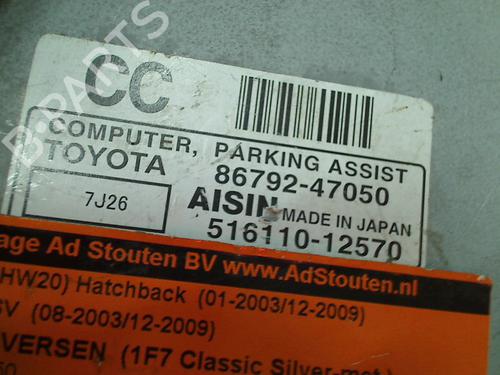 CC
COMPUTER, PARKING ASSIST
TOYOTA 86792-47050
7J26
AISIN MADE IN JAPAN
516110-12570
age Ad Stouten BV www.AdStouten.nl
HW20) Hatchback (01-2003/12-2009)
(08-2003/12-2009)
VERSEN (1F7 Classic Silver-met.)
B-PARTS